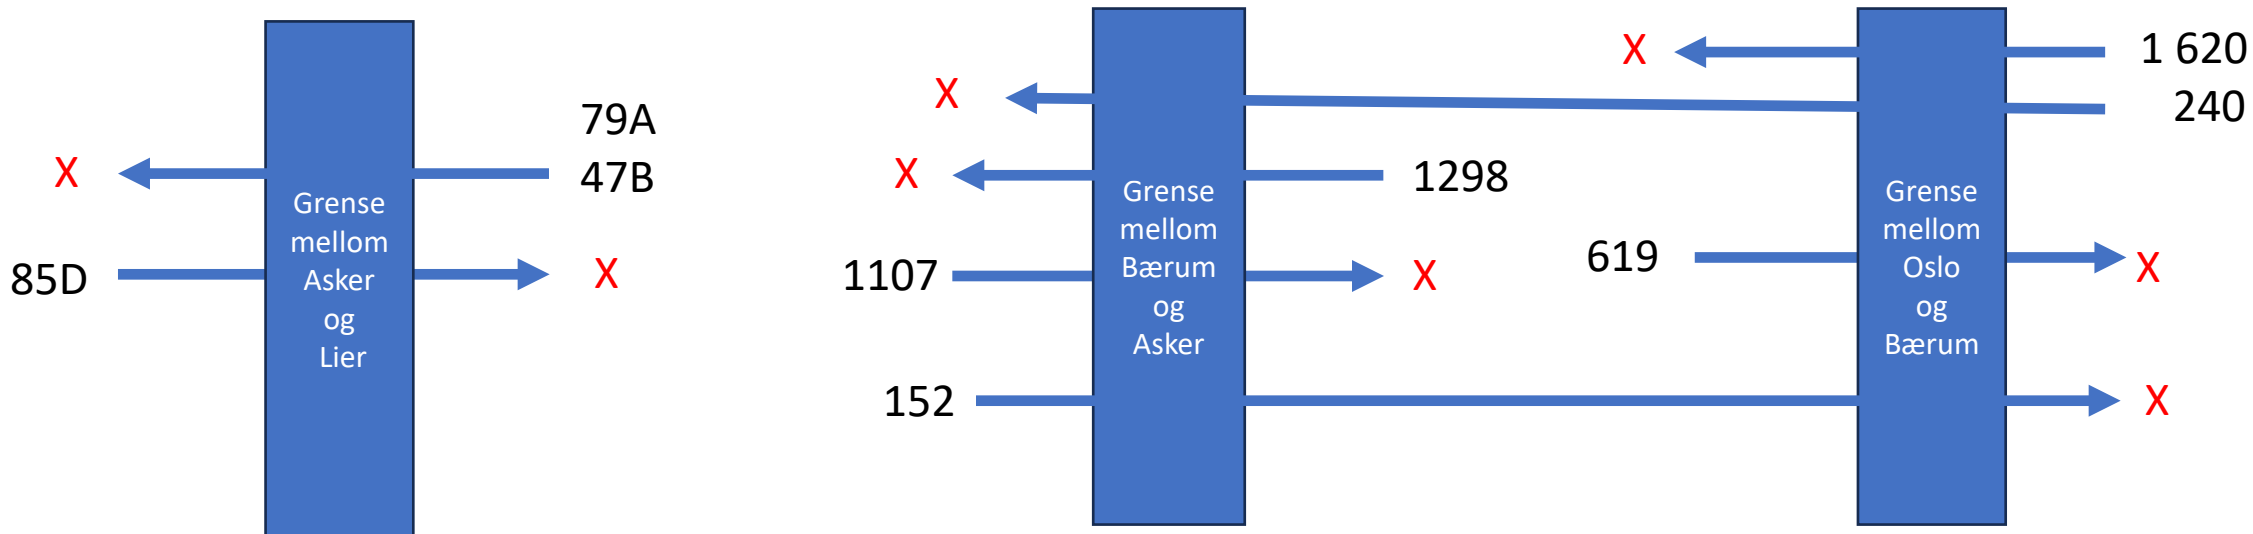 79A
X
47B
85D
X
Grense
mellom
Asker
og
Lier
X
X
1298
1107
X
152
Grense
mellom
Bærum
og
Asker
X
1 620
240
619
X
X
Grense
mellom
Oslo
og
Bærum